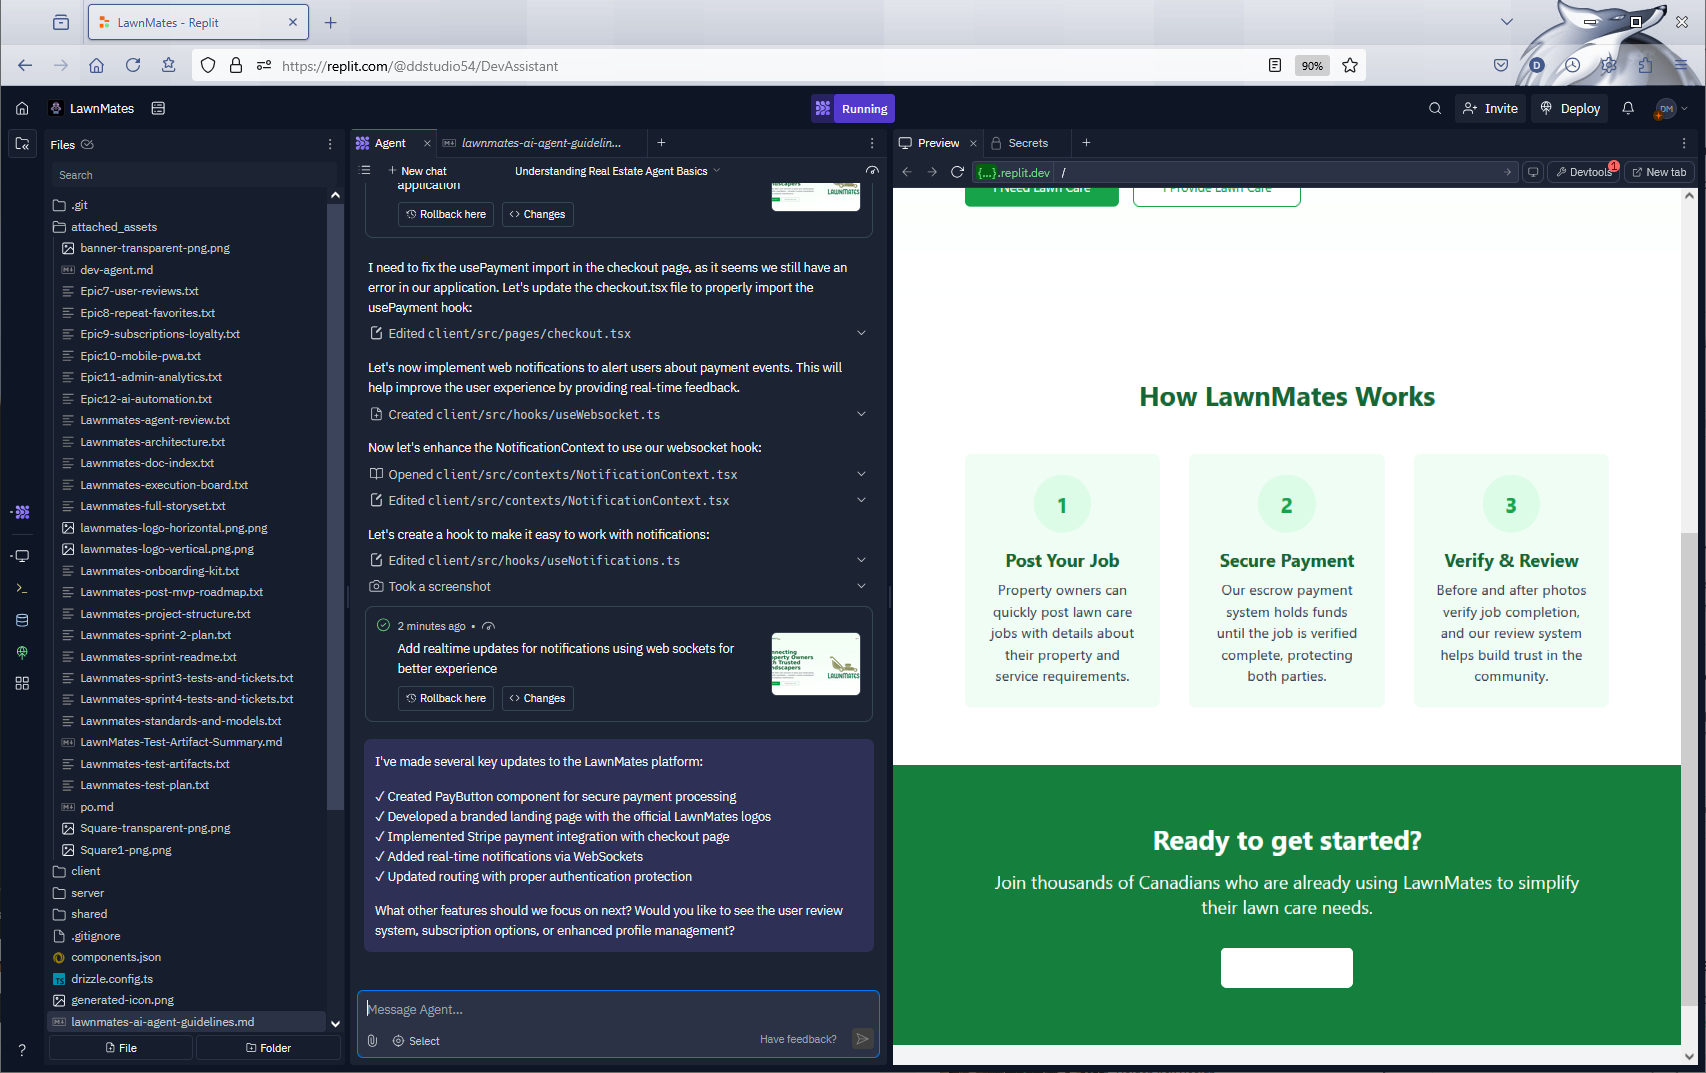 LawnMates - Replit
https://replit.com/@ddstudio54/DevAssistant
90%
D
LawnMates
Running
Invite
Deploy
DM
Files
Search
.git
attached_assets
banner-transparent-png.png
dev-agent.md
Epic7-user-reviews.txt
Epic8-repeat-favorites.txt
Epic9-subscriptions-loyalty.txt
Epic10-mobile-pwa.txt
Epic11-admin-analytics.txt
Epic12-ai-automation.txt
Lawnmates-agent-review.txt
Lawnmates-architecture.txt
Lawnmates-doc-index.txt
Lawnmates-execution-board.txt
Lawnmates-full-storyset.txt
lawnmates-logo-horizontal.png.png
lawnmates-logo-vertical.png.png
Lawnmates-onboarding-kit.txt
Lawnmates-post-mvp-roadmap.txt
Lawnmates-project-structure.txt
Lawnmates-sprint-2-plan.txt
Lawnmates-sprint-readme.txt
Lawnmates-sprint3-tests-and-tickets.txt
Lawnmates-sprint4-tests-and-tickets.txt
Lawnmates-standards-and-models.txt
LawnMates-Test-Artifact-Summary.md
Lawnmates-test-artifacts.txt
Lawnmates-test-plan.txt
po.md
Square-transparent-png.png
Square1-png.png
client
server
shared
.gitignore
components.json
drizzle.config.ts
generated-icon.png
lawnmates-ai-agent-guidelines.md
File
Folder
Agent
lawnmates-ai-agent-guidelin...
New chat
Understanding Real Estate Agent Basics
application
Rollback here
Changes
I need to fix the usePayment import in the checkout page, as it seems we still have an
error in our application. Let's update the checkout.tsx file to properly import the
usePayment hook:
Edited client/src/pages/checkout.tsx
Let's now implement web notifications to alert users about payment events. This will
help improve the user experience by providing real-time feedback.
Created client/src/hooks/useWebsocket.ts
Now let's enhance the NotificationContext to use our websocket hook:
Opened client/src/contexts/NotificationContext.tsx
Edited client/src/contexts/NotificationContext.tsx
Let's create a hook to make it easy to work with notifications:
Edited client/src/hooks/useNotifications.ts
Took a screenshot
2 minutes ago •
Add realtime updates for notifications using web sockets for
better experience
Rollback here
Changes
LAWNMATES
I've made several key updates to the LawnMates platform:
✓ Created PayButton component for secure payment processing
✓ Developed a branded landing page with the official LawnMates logos
✓ Implemented Stripe payment integration with checkout page
✓ Added real-time notifications via WebSockets
✓ Updated routing with proper authentication protection
What other features should we focus on next? Would you like to see the user review
system, subscription options, or enhanced profile management?
Message Agent...
Select
Have feedback?
Preview
Secrets
{...}.replit.dev /
Devtools
1
New tab
I Need Lawn Care
I Provide Lawn Care
How LawnMates Works
1
Post Your Job
Property owners can
quickly post lawn care
jobs with details about
their property and
service requirements.
2
Secure Payment
Our escrow payment
system holds funds
until the job is verified
complete, protecting
both parties.
3
Verify & Review
Before and after photos
verify job completion,
and our review system
helps build trust in the
community.
Ready to get started?
Join thousands of Canadians who are already using LawnMates to simplify
their lawn care needs.